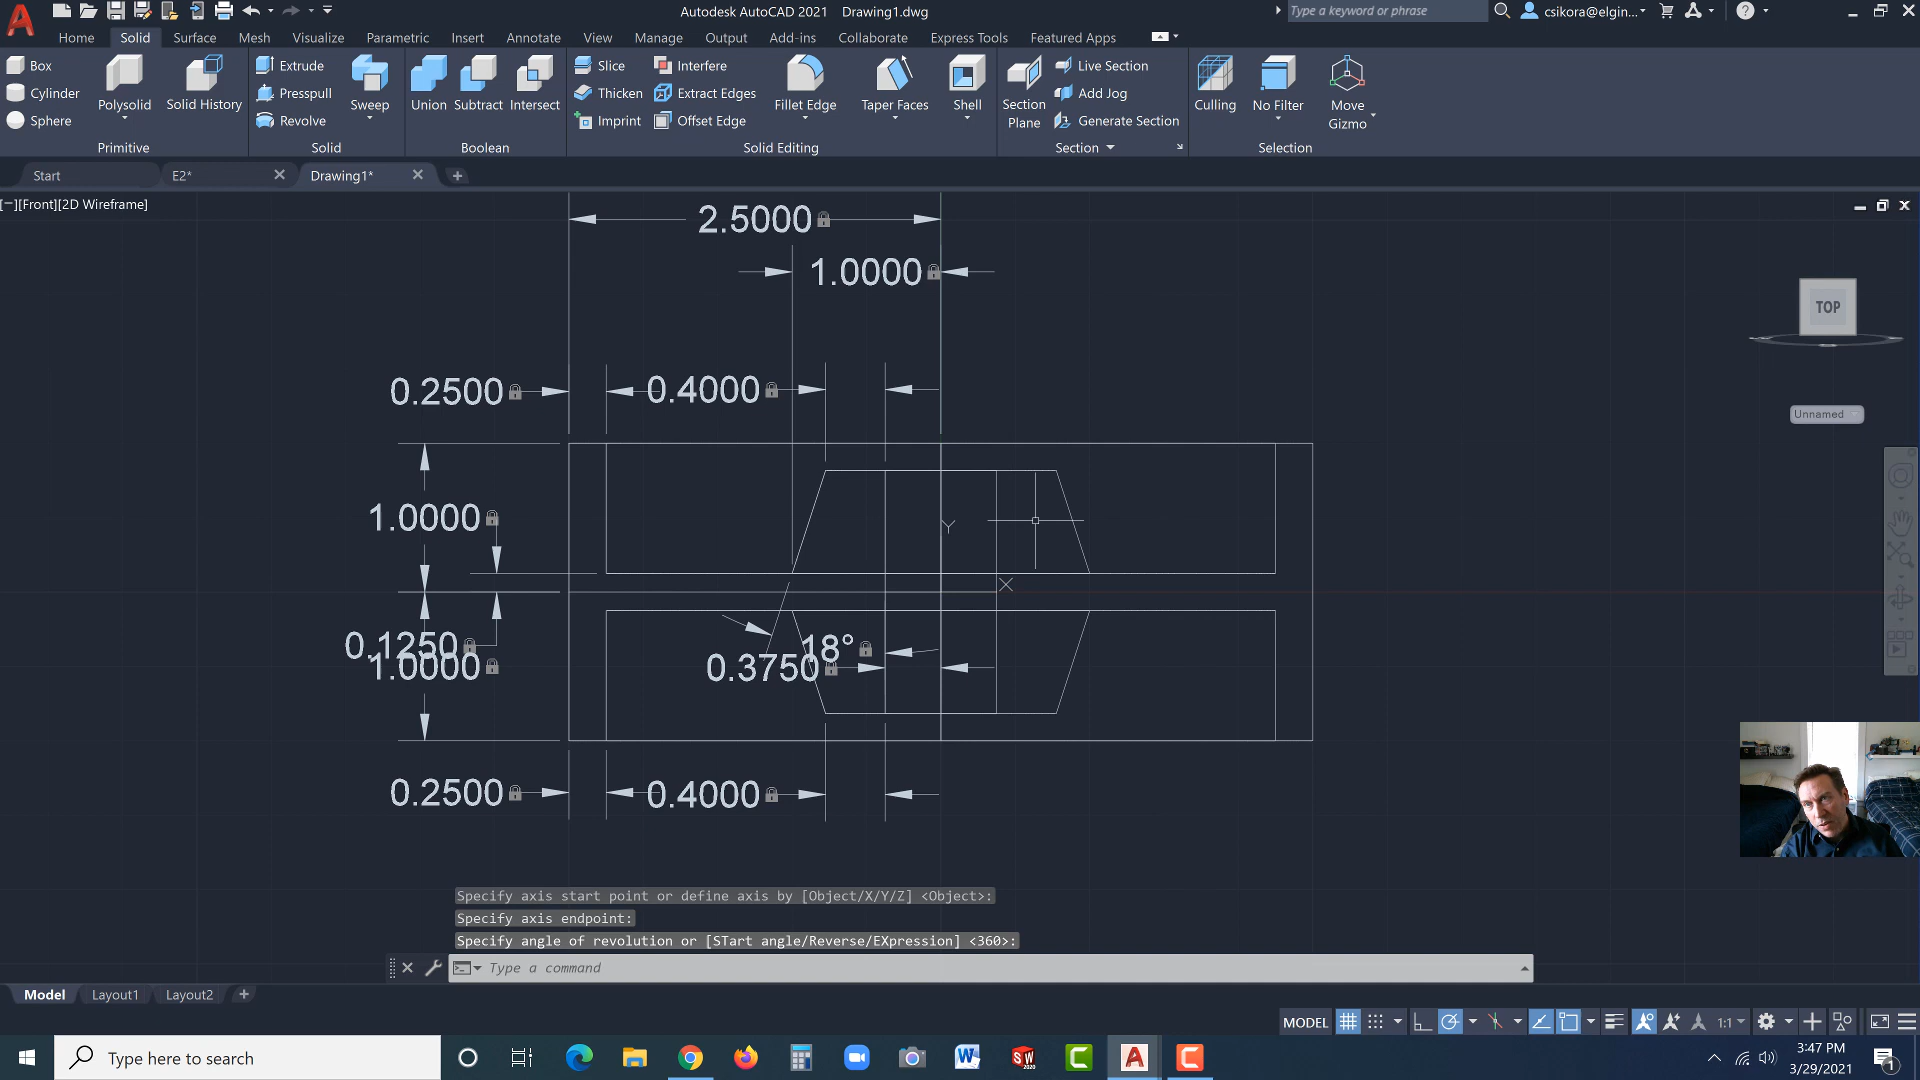 Autodesk AutoCAD 2021 Drawing1.dwg
Type a keyword or phrase
csikora@elgin...
Home Solid Surface Mesh Visualize Parametric Insert Annotate View Manage Output Add-ins Collaborate Express Tools Featured Apps
Box
Cylinder
Sphere
Polysolid
Solid History
Extrude
Presspull
Revolve
Sweep
Union
Subtract
Intersect
Slice
Thicken
Imprint
Interfere
Extract Edges
Offset Edge
Fillet Edge
Taper Faces
Shell
Section
Plane
Live Section
Add Jog
Generate Section
Culling
No Filter
Move
Gizmo
Primitive
Solid
Boolean
Solid Editing
Section
Selection
Start
E2*
Drawing1*
[−][Front][2D Wireframe]
2.5000
1.0000
TOP
0.2500
0.4000
Unnamed
1.0000
Y
X
0.1250
1.0000
18°
0.3750
0.2500
0.4000
Specify axis start point or define axis by [Object/X/Y/Z] <Object>:
Specify axis endpoint:
Specify angle of revolution or [STart angle/Reverse/EXpression] <360>:
Type a command
Model Layout1 Layout2
MODEL
1:1
Type here to search
3:47 PM
3/29/2021
1